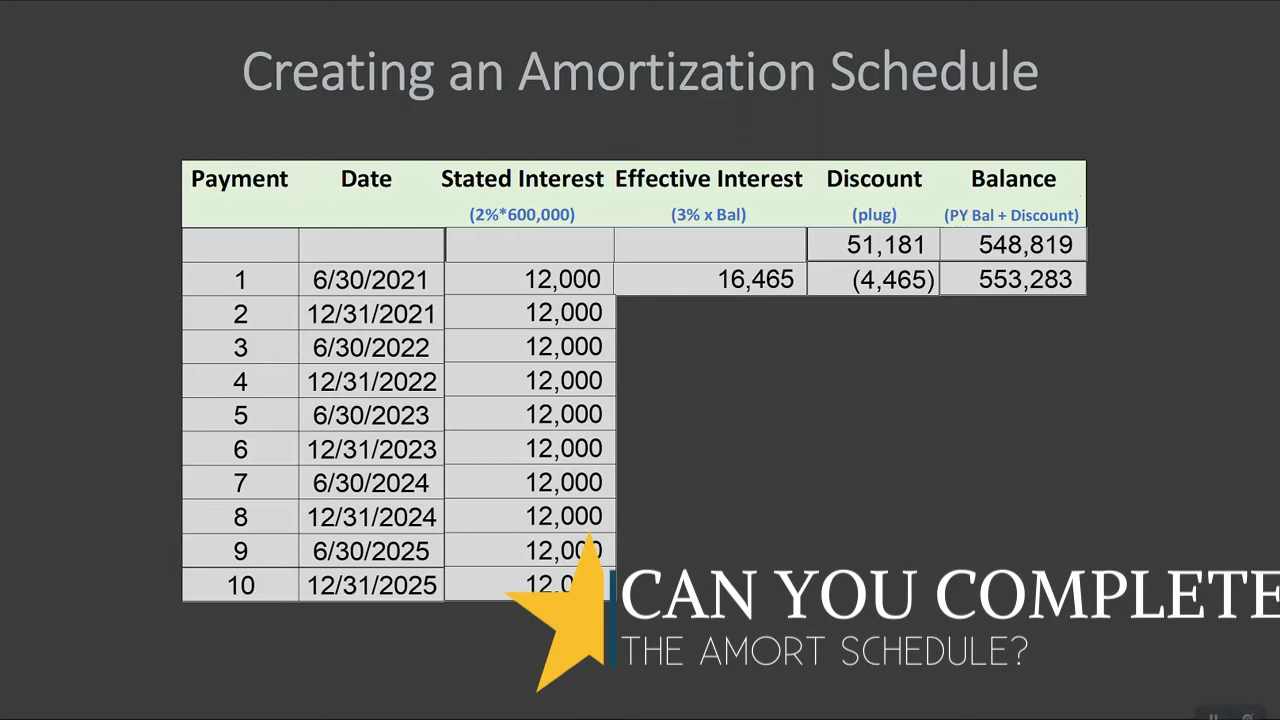 Creating an Amortization Schedule
Payment Date Stated Interest Effective Interest Discount Balance
(2%*600,000) (3% x Bal) (plug) (PY Bal + Discount)
51,181 548,819
1 6/30/2021 12,000 16,465 (4,465) 553,283
2 12/31/2021 12,000
3 6/30/2022 12,000
4 12/31/2022 12,000
5 6/30/2023 12,000
6 12/31/2023 12,000
7 6/30/2024 12,000
8 12/31/2024 12,000
9 6/30/2025 12,000
10 12/31/2025
CAN YOU COMPLETE
THE AMORT SCHEDULE?